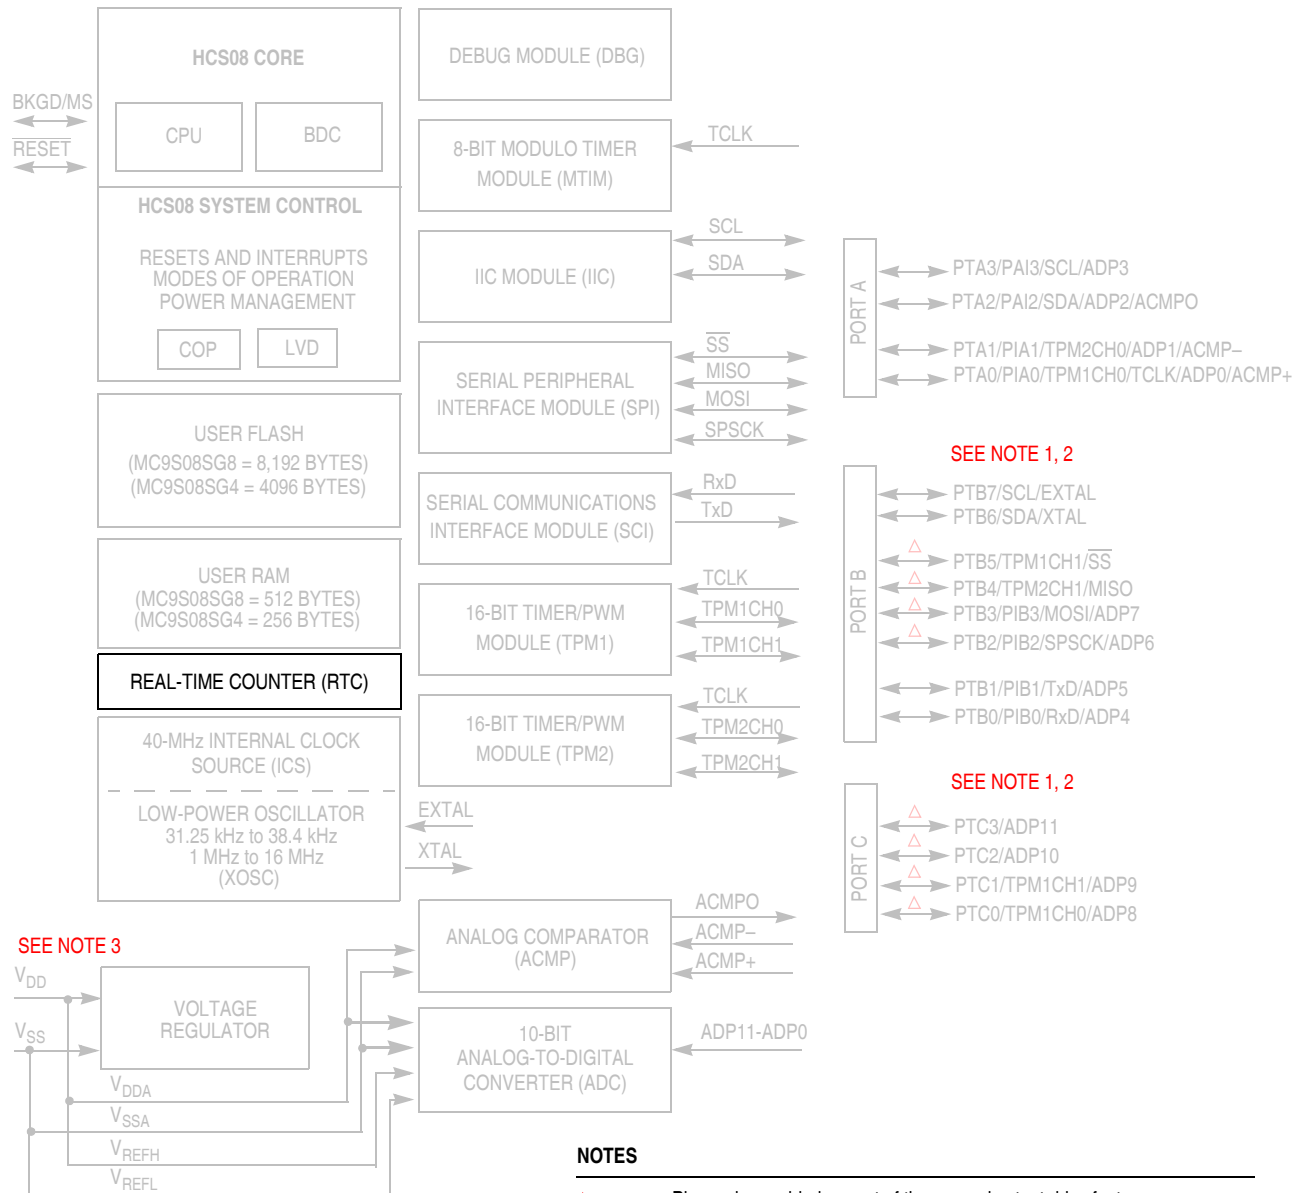 HCS08 CORE
CPU
BDC
BKGD/MS
RESET
HCS08 SYSTEM CONTROL
RESETS AND INTERRUPTS
MODES OF OPERATION
POWER MANAGEMENT
COP
LVD
USER FLASH
(MC9S08SG8 = 8,192 BYTES)
(MC9S08SG4 = 4096 BYTES)
USER RAM
(MC9S08SG8 = 512 BYTES)
(MC9S08SG4 = 256 BYTES)
REAL-TIME COUNTER (RTC)
40-MHz INTERNAL CLOCK
SOURCE (ICS)
LOW-POWER OSCILLATOR
31.25 kHz to 38.4 kHz
1 MHz to 16 MHz
(XOSC)
EXTAL
XTAL
SEE NOTE 3
VDD
VSS
VOLTAGE
REGULATOR
VDDA
VSSA
VREFH
VREFL
DEBUG MODULE (DBG)
8-BIT MODULO TIMER
MODULE (MTIM)
TCLK
IIC MODULE (IIC)
SCL
SDA
SERIAL PERIPHERAL
INTERFACE MODULE (SPI)
SS
MISO
MOSI
SPSCK
SERIAL COMMUNICATIONS
INTERFACE MODULE (SCI)
RxD
TxD
16-BIT TIMER/PWM
MODULE (TPM1)
TCLK
TPM1CH0
TPM1CH1
16-BIT TIMER/PWM
MODULE (TPM2)
TCLK
TPM2CH0
TPM2CH1
ANALOG COMPARATOR
(ACMP)
ACMPO
ACMP–
ACMP+
10-BIT
ANALOG-TO-DIGITAL
CONVERTER (ADC)
ADP11-ADP0
PORT A
PTA3/PAI3/SCL/ADP3
PTA2/PAI2/SDA/ADP2/ACMPO
PTA1/PIA1/TPM2CH0/ADP1/ACMP–
PTA0/PIA0/TPM1CH0/TCLK/ADP0/ACMP+
SEE NOTE 1, 2
PORT B
PTB7/SCL/EXTAL
PTB6/SDA/XTAL
PTB5/TPM1CH1/SS
PTB4/TPM2CH1/MISO
PTB3/PIB3/MOSI/ADP7
PTB2/PIB2/SPSCK/ADP6
PTB1/PIB1/TxD/ADP5
PTB0/PIB0/RxD/ADP4
SEE NOTE 1, 2
PORT C
PTC3/ADP11
PTC2/ADP10
PTC1/TPM1CH1/ADP9
PTC0/TPM1CH0/ADP8
NOTES